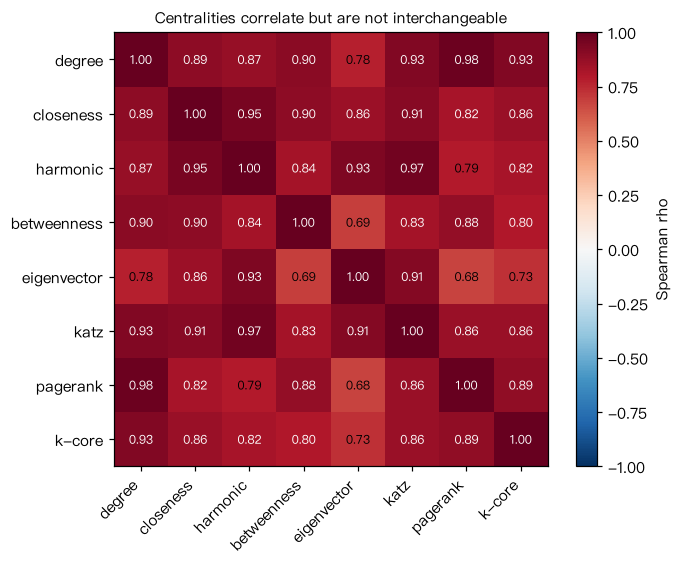 Centralities correlate but are not interchangeable
degree 1.00 0.89 0.87 0.90 0.78 0.93 0.98 0.93
closeness 0.89 1.00 0.95 0.90 0.86 0.91 0.82 0.86
harmonic 0.87 0.95 1.00 0.84 0.93 0.97 0.79 0.82
betweenness 0.90 0.90 0.84 1.00 0.69 0.83 0.88 0.80
eigenvector 0.78 0.86 0.93 0.69 1.00 0.91 0.68 0.73
katz 0.93 0.91 0.97 0.83 0.91 1.00 0.86 0.86
pagerank 0.98 0.82 0.79 0.88 0.68 0.86 1.00 0.89
k−core 0.93 0.86 0.82 0.80 0.73 0.86 0.89 1.00
degree closeness harmonic betweenness eigenvector katz pagerank k−core
1.00
0.75
0.50
0.25
0.00
−0.25
−0.50
−0.75
−1.00
Spearman rho